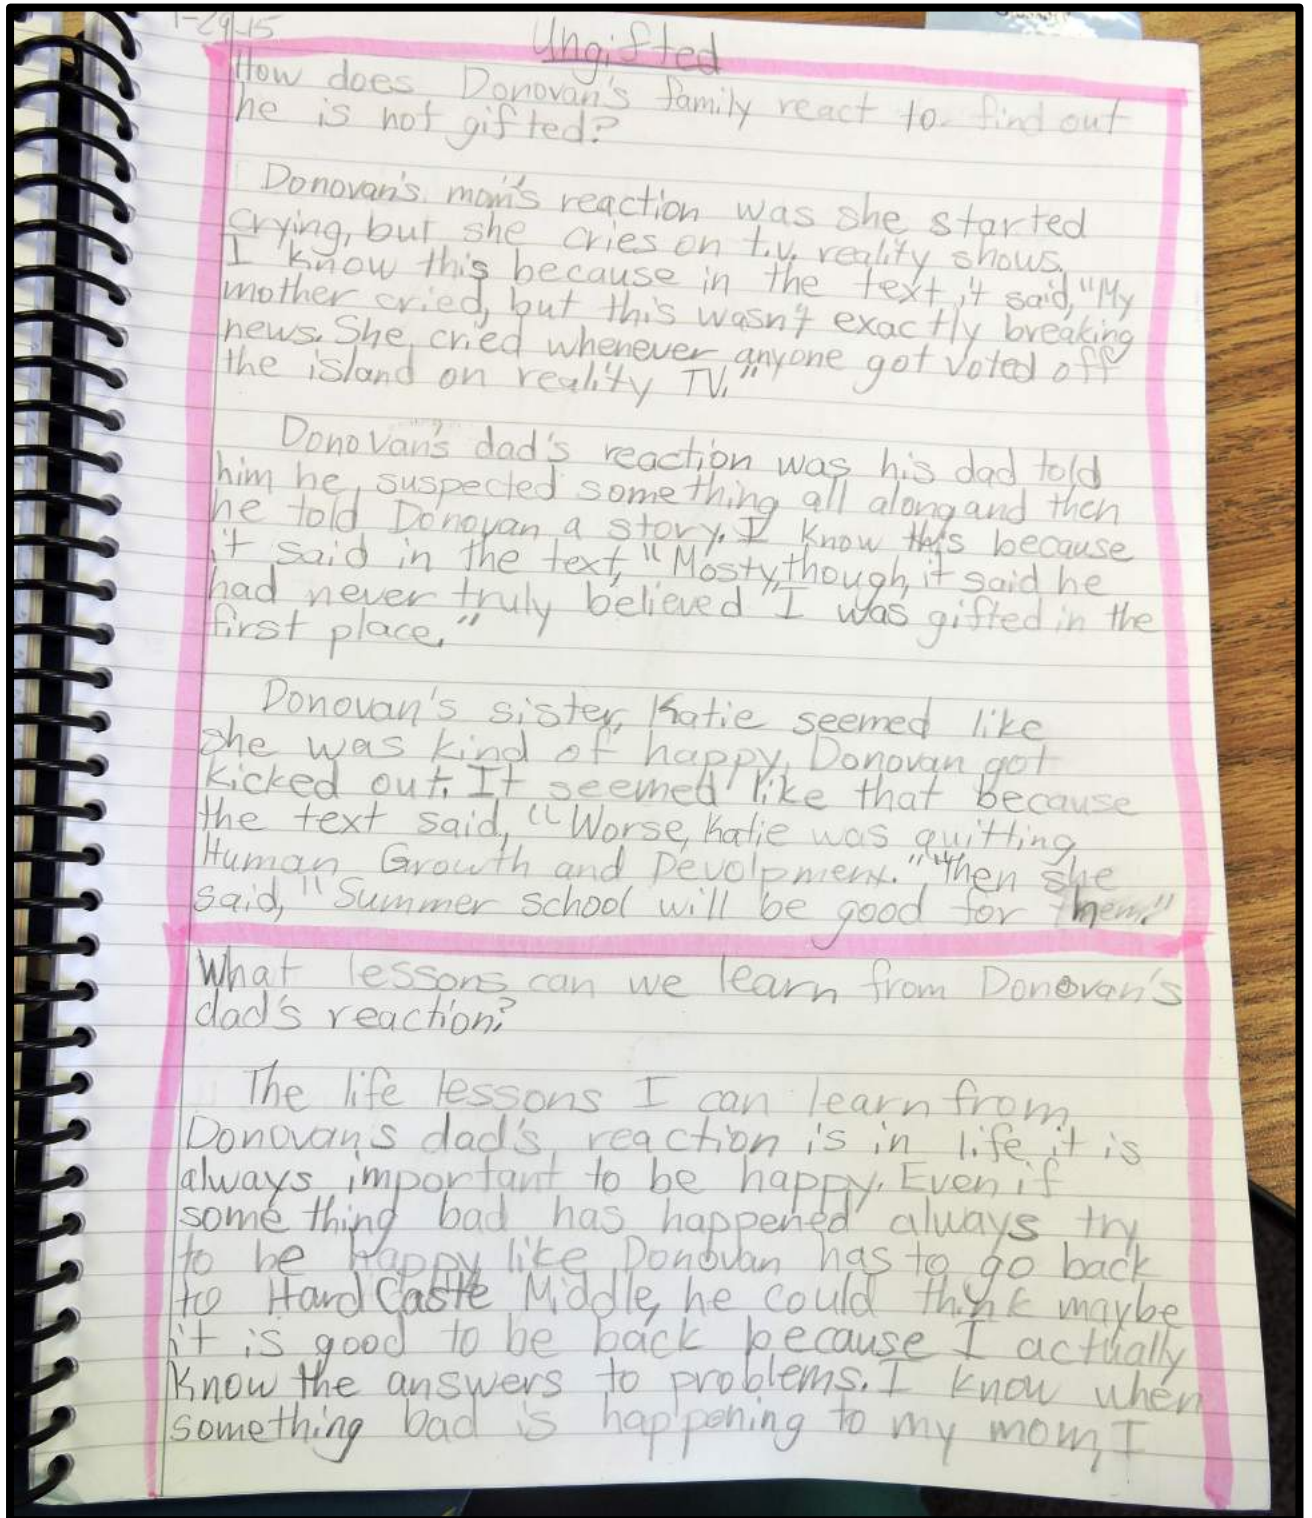 1-29-15
Ungifted
How does Donovan's family react to find out
he is not gifted?
Donovan's mom's reaction was she started
crying, but she cries on t.v. reality shows.
I know this because in the text it said, "My
mother cried, but this wasn't exactly breaking
news. She cried whenever anyone got voted off
the island on reality TV."
Donovan's dad's reaction was his dad told
him he suspected something all along and then
he told Donovan a story. I know this because
it said in the text, "Mosty, though, it said he
had never truly believed I was gifted in the
first place."
Donovan's sister, Katie seemed like
she was kind of happy, Donovan got
kicked out. It seemed like that because
the text said, "Worse, Katie was quitting
Human Growth and Devolpment." Then she
said, "Summer school will be good for them."
What lessons can we learn from Donovan's
dad's reaction?
The life lessons I can learn from
Donovan's dad's reaction is in life it is
always important to be happy. Even if
something bad has happened always try
to be happy like Donovan has to go back
to Hard Castle Middle, he could think maybe
it is good to be back because I actually
know the answers to problems. I know when
something bad is happening to my mom, I